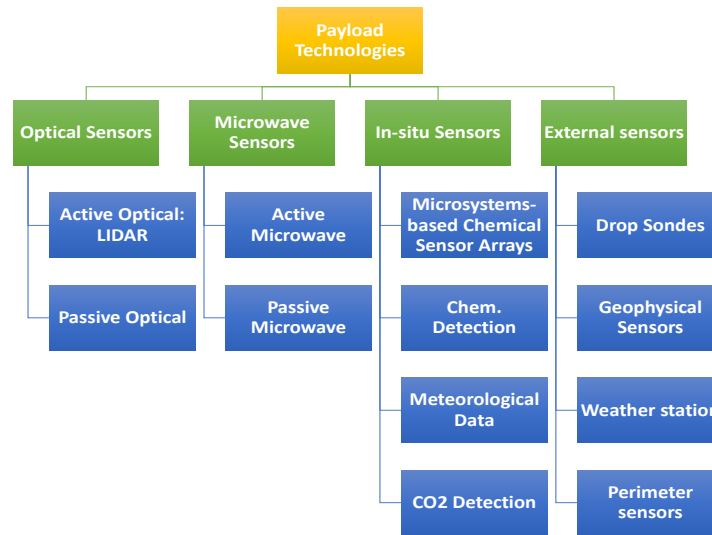 Payload
Technologies
Optical Sensors
Microwave
Sensors
In-situ Sensors
External sensors
Active Optical:
LIDAR
Passive Optical
Active
Microwave
Passive
Microwave
Microsystems-
based Chemical
Sensor Arrays
Chem.
Detection
Meteorological
Data
CO2 Detection
Drop Sondes
Geophysical
Sensors
Weather station
Perimeter
sensors